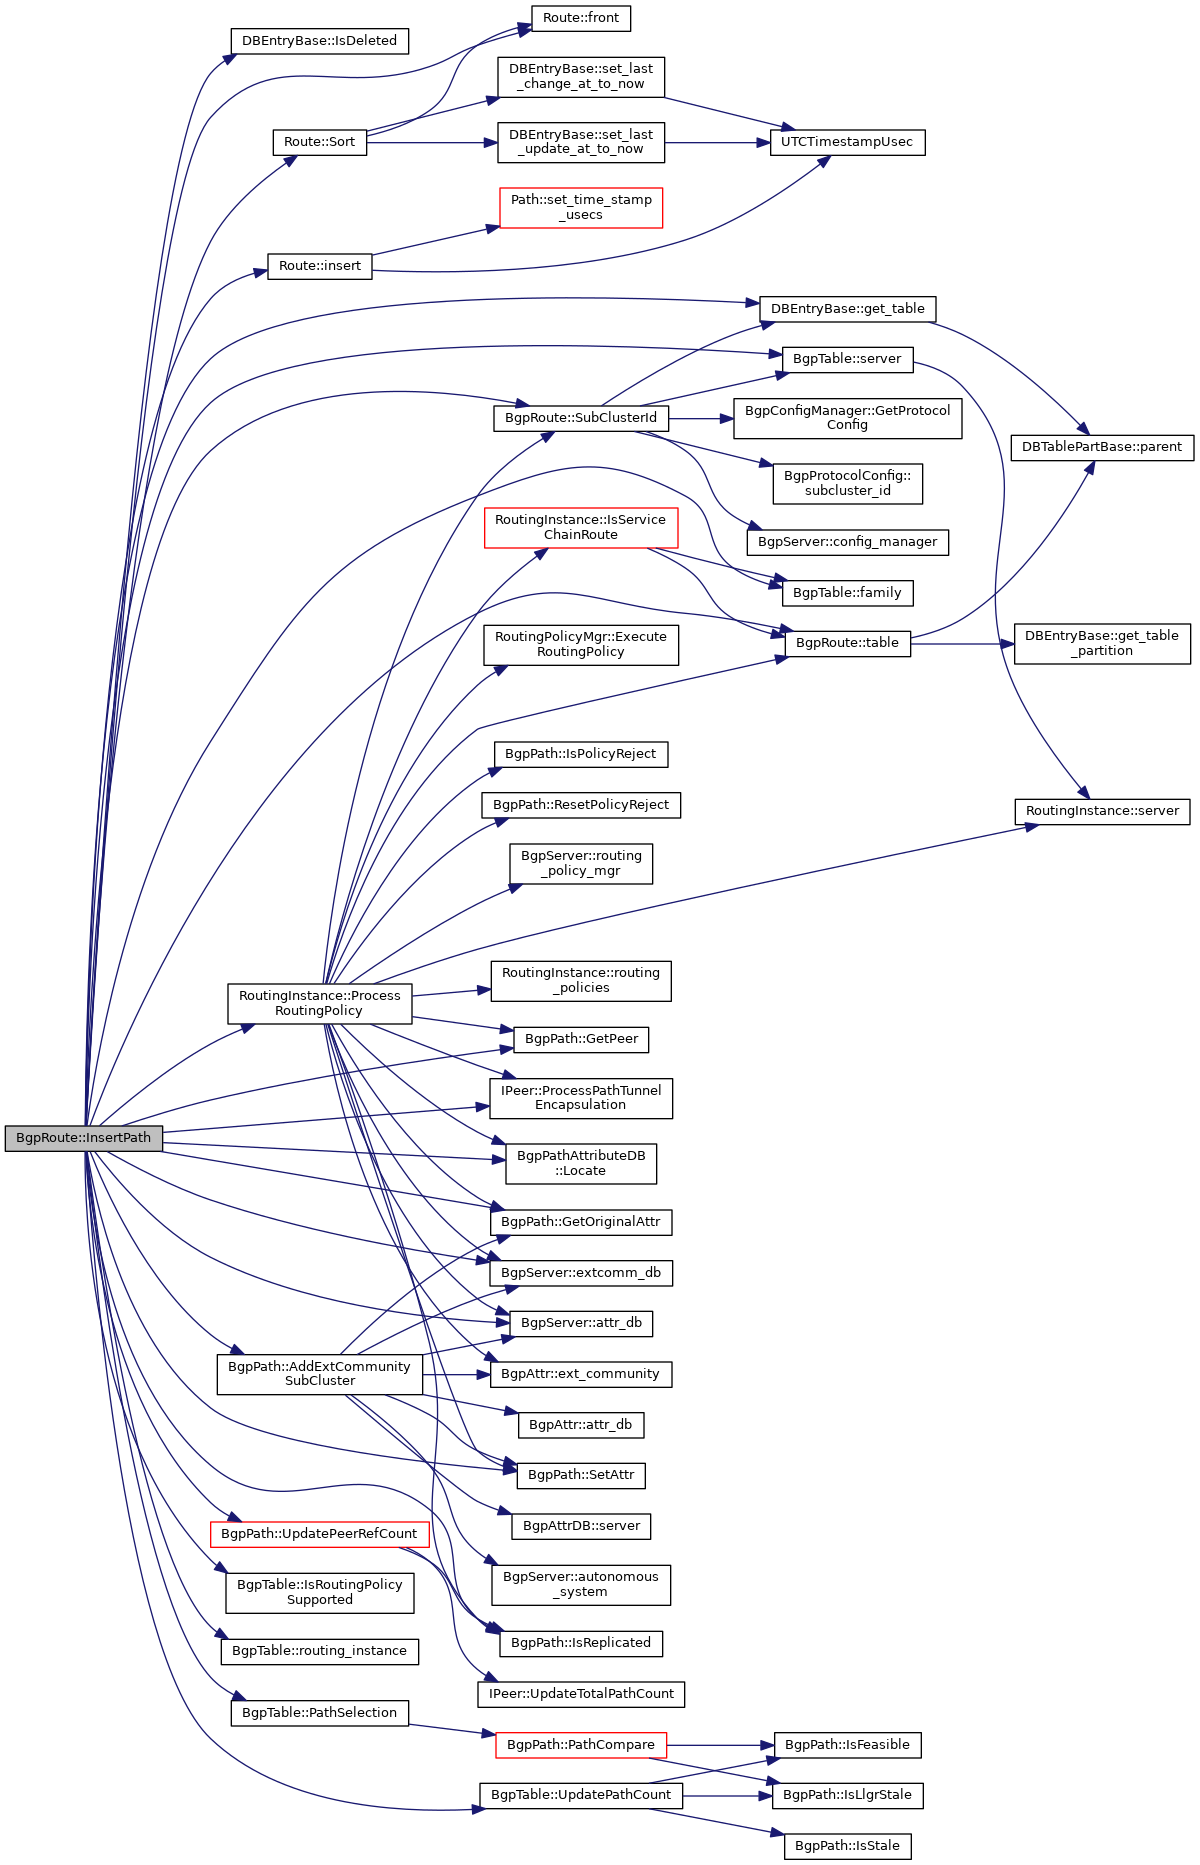 Route::front
DBEntryBase::IsDeleted
DBEntryBase::set_last
_change_at_to_now
Route::Sort
DBEntryBase::set_last
_update_at_to_now
UTCTimestampUsec
Path::set_time_stamp
_usecs
Route::insert
DBEntryBase::get_table
BgpTable::server
BgpRoute::SubClusterId
BgpConfigManager::GetProtocol
Config
DBTablePartBase::parent
BgpProtocolConfig::
subcluster_id
RoutingInstance::IsService
ChainRoute
BgpServer::config_manager
BgpTable::family
RoutingPolicyMgr::Execute
RoutingPolicy
BgpRoute::table
DBEntryBase::get_table
_partition
BgpPath::IsPolicyReject
BgpPath::ResetPolicyReject
RoutingInstance::server
BgpServer::routing
_policy_mgr
RoutingInstance::Process
RoutingPolicy
RoutingInstance::routing
_policies
BgpPath::GetPeer
IPeer::ProcessPathTunnel
Encapsulation
BgpRoute::InsertPath
BgpPathAttributeDB
::Locate
BgpPath::GetOriginalAttr
BgpServer::extcomm_db
BgpServer::attr_db
BgpPath::AddExtCommunity
SubCluster
BgpAttr::ext_community
BgpAttr::attr_db
BgpPath::SetAttr
BgpAttrDB::server
BgpPath::UpdatePeerRefCount
BgpServer::autonomous
_system
BgpTable::IsRoutingPolicy
Supported
BgpPath::IsReplicated
BgpTable::routing_instance
IPeer::UpdateTotalPathCount
BgpTable::PathSelection
BgpPath::PathCompare
BgpPath::IsFeasible
BgpTable::UpdatePathCount
BgpPath::IsLlgrStale
BgpPath::IsStale